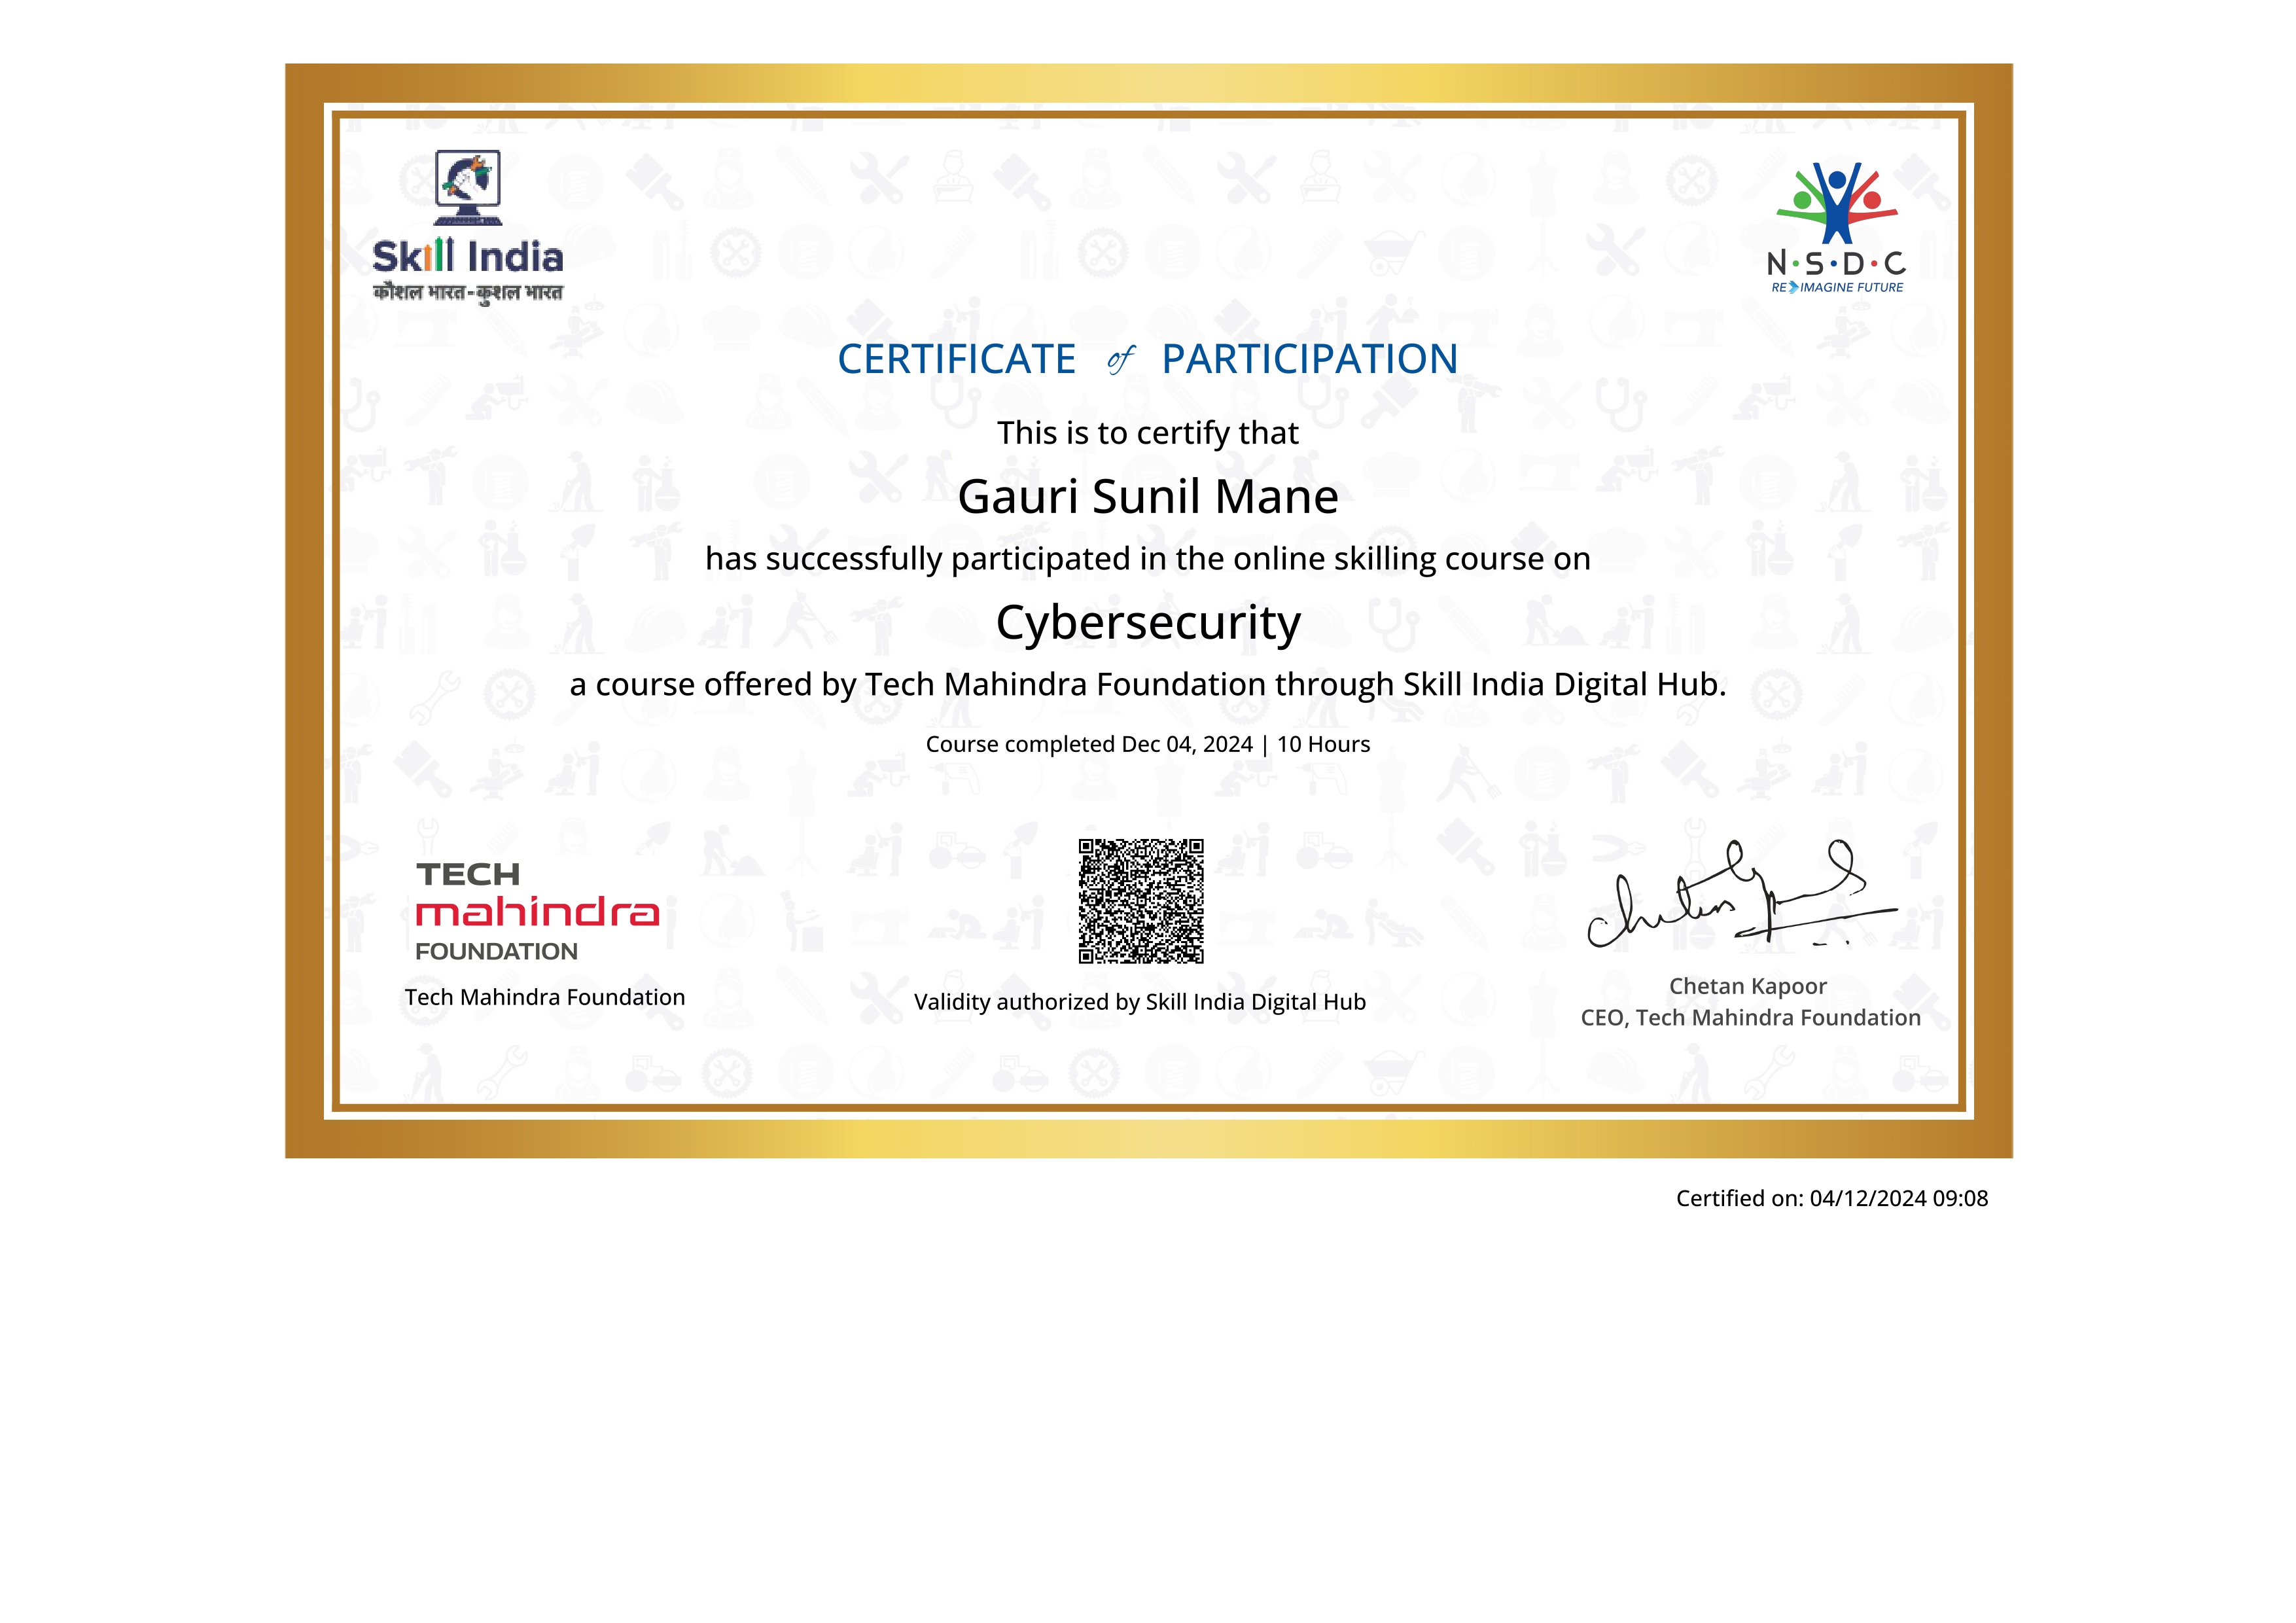 Skill India
कौशल भारत-कुशल भारत
N·S·D·C
RE IMAGINE FUTURE
CERTIFICATE of PARTICIPATION
This is to certify that
Gauri Sunil Mane
has successfully participated in the online skilling course on
Cybersecurity
a course offered by Tech Mahindra Foundation through Skill India Digital Hub.
Course completed Dec 04, 2024 | 10 Hours
TECH
mahindra
FOUNDATION
Tech Mahindra Foundation
Validity authorized by Skill India Digital Hub
Chetan Kapoor
CEO, Tech Mahindra Foundation
Certified on: 04/12/2024 09:08